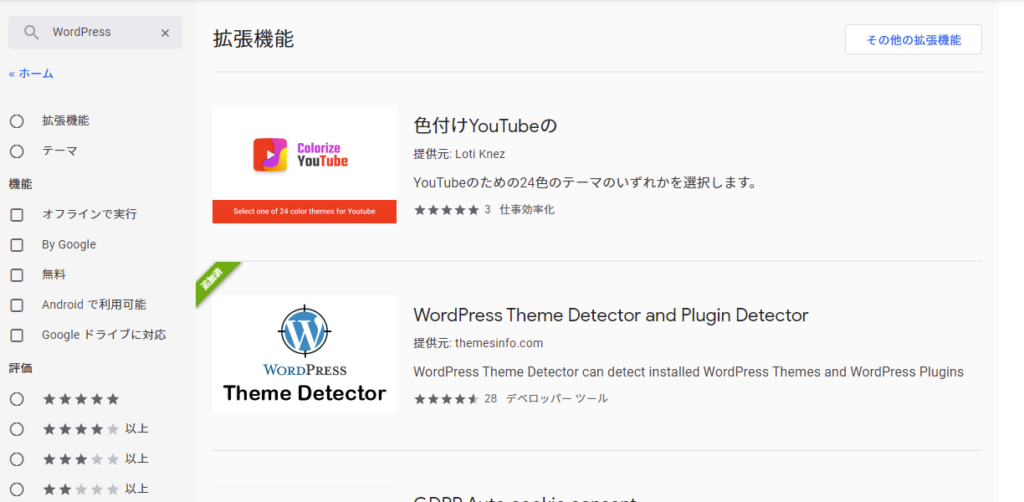 WordPress
« ホーム
拡張機能
テーマ
機能
オフラインで実行
By Google
無料
Android で利用可能
Google ドライブに対応
評価
以上
以上
以上
拡張機能
その他の拡張機能
Colorize
YouTube
Select one of 24 color themes for Youtube
色付けYouTubeの
提供元: Loti Knez
YouTubeのための24色のテーマのいずれかを選択します。
3 仕事効率化
追加済
WORDPRESS
Theme Detector
WordPress Theme Detector and Plugin Detector
提供元: themesinfo.com
WordPress Theme Detector can detect installed WordPress Themes and WordPress Plugins
28 デベロッパー ツール
GDPR Auto cookie consent